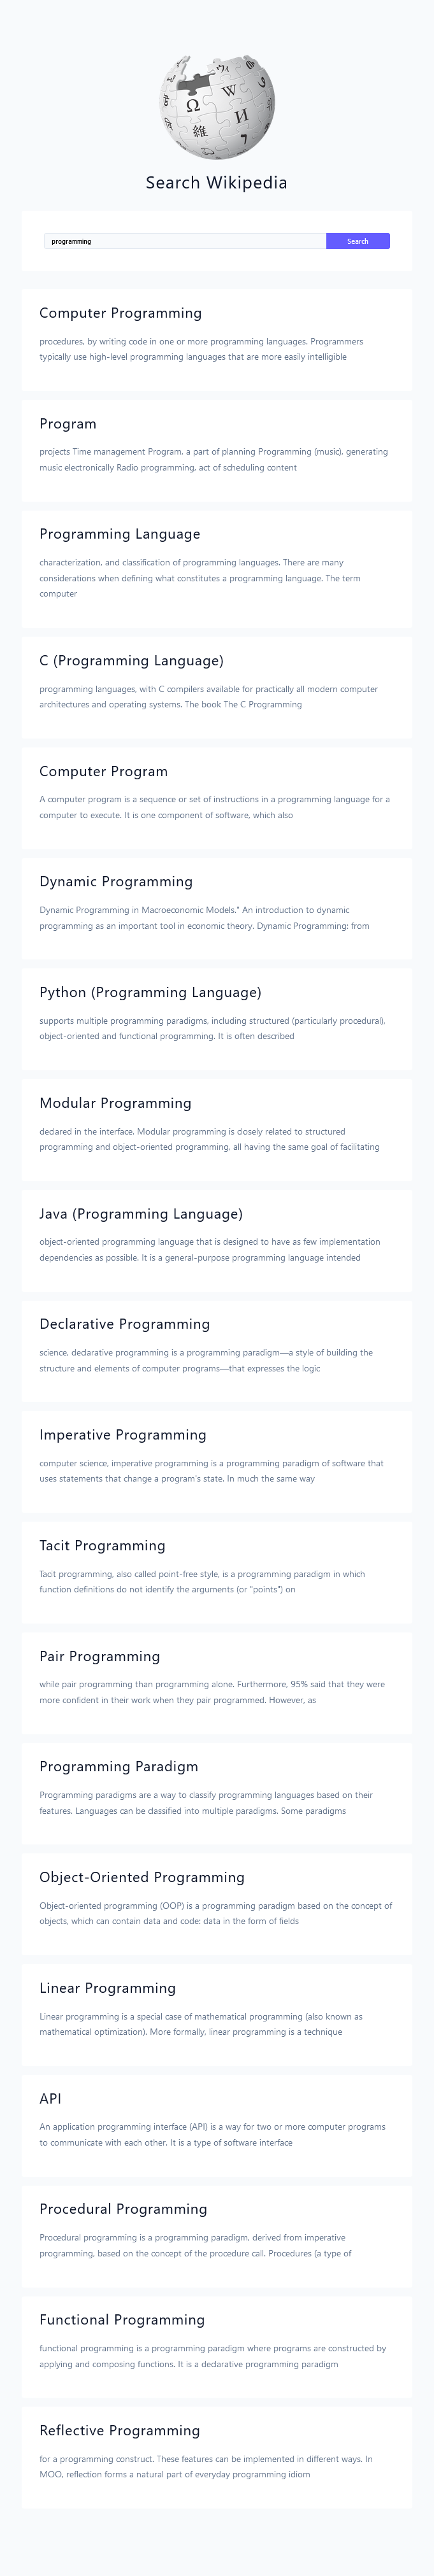 Ω W И 維
Search Wikipedia
programming Search
Computer Programming
procedures, by writing code in one or more programming languages. Programmers
typically use high-level programming languages that are more easily intelligible
Program
projects Time management Program, a part of planning Programming (music), generating
music electronically Radio programming, act of scheduling content
Programming Language
characterization, and classification of programming languages. There are many
considerations when defining what constitutes a programming language. The term
computer
C (Programming Language)
programming languages, with C compilers available for practically all modern computer
architectures and operating systems. The book The C Programming
Computer Program
A computer program is a sequence or set of instructions in a programming language for a
computer to execute. It is one component of software, which also
Dynamic Programming
Dynamic Programming in Macroeconomic Models." An introduction to dynamic
programming as an important tool in economic theory. Dynamic Programming: from
Python (Programming Language)
supports multiple programming paradigms, including structured (particularly procedural),
object-oriented and functional programming. It is often described
Modular Programming
declared in the interface. Modular programming is closely related to structured
programming and object-oriented programming, all having the same goal of facilitating
Java (Programming Language)
object-oriented programming language that is designed to have as few implementation
dependencies as possible. It is a general-purpose programming language intended
Declarative Programming
science, declarative programming is a programming paradigm—a style of building the
structure and elements of computer programs—that expresses the logic
Imperative Programming
computer science, imperative programming is a programming paradigm of software that
uses statements that change a program's state. In much the same way
Tacit Programming
Tacit programming, also called point-free style, is a programming paradigm in which
function definitions do not identify the arguments (or "points") on
Pair Programming
while pair programming than programming alone. Furthermore, 95% said that they were
more confident in their work when they pair programmed. However, as
Programming Paradigm
Programming paradigms are a way to classify programming languages based on their
features. Languages can be classified into multiple paradigms. Some paradigms
Object-Oriented Programming
Object-oriented programming (OOP) is a programming paradigm based on the concept of
objects, which can contain data and code: data in the form of fields
Linear Programming
Linear programming is a special case of mathematical programming (also known as
mathematical optimization). More formally, linear programming is a technique
API
An application programming interface (API) is a way for two or more computer programs
to communicate with each other. It is a type of software interface
Procedural Programming
Procedural programming is a programming paradigm, derived from imperative
programming, based on the concept of the procedure call. Procedures (a type of
Functional Programming
functional programming is a programming paradigm where programs are constructed by
applying and composing functions. It is a declarative programming paradigm
Reflective Programming
for a programming construct. These features can be implemented in different ways. In
MOO, reflection forms a natural part of everyday programming idiom